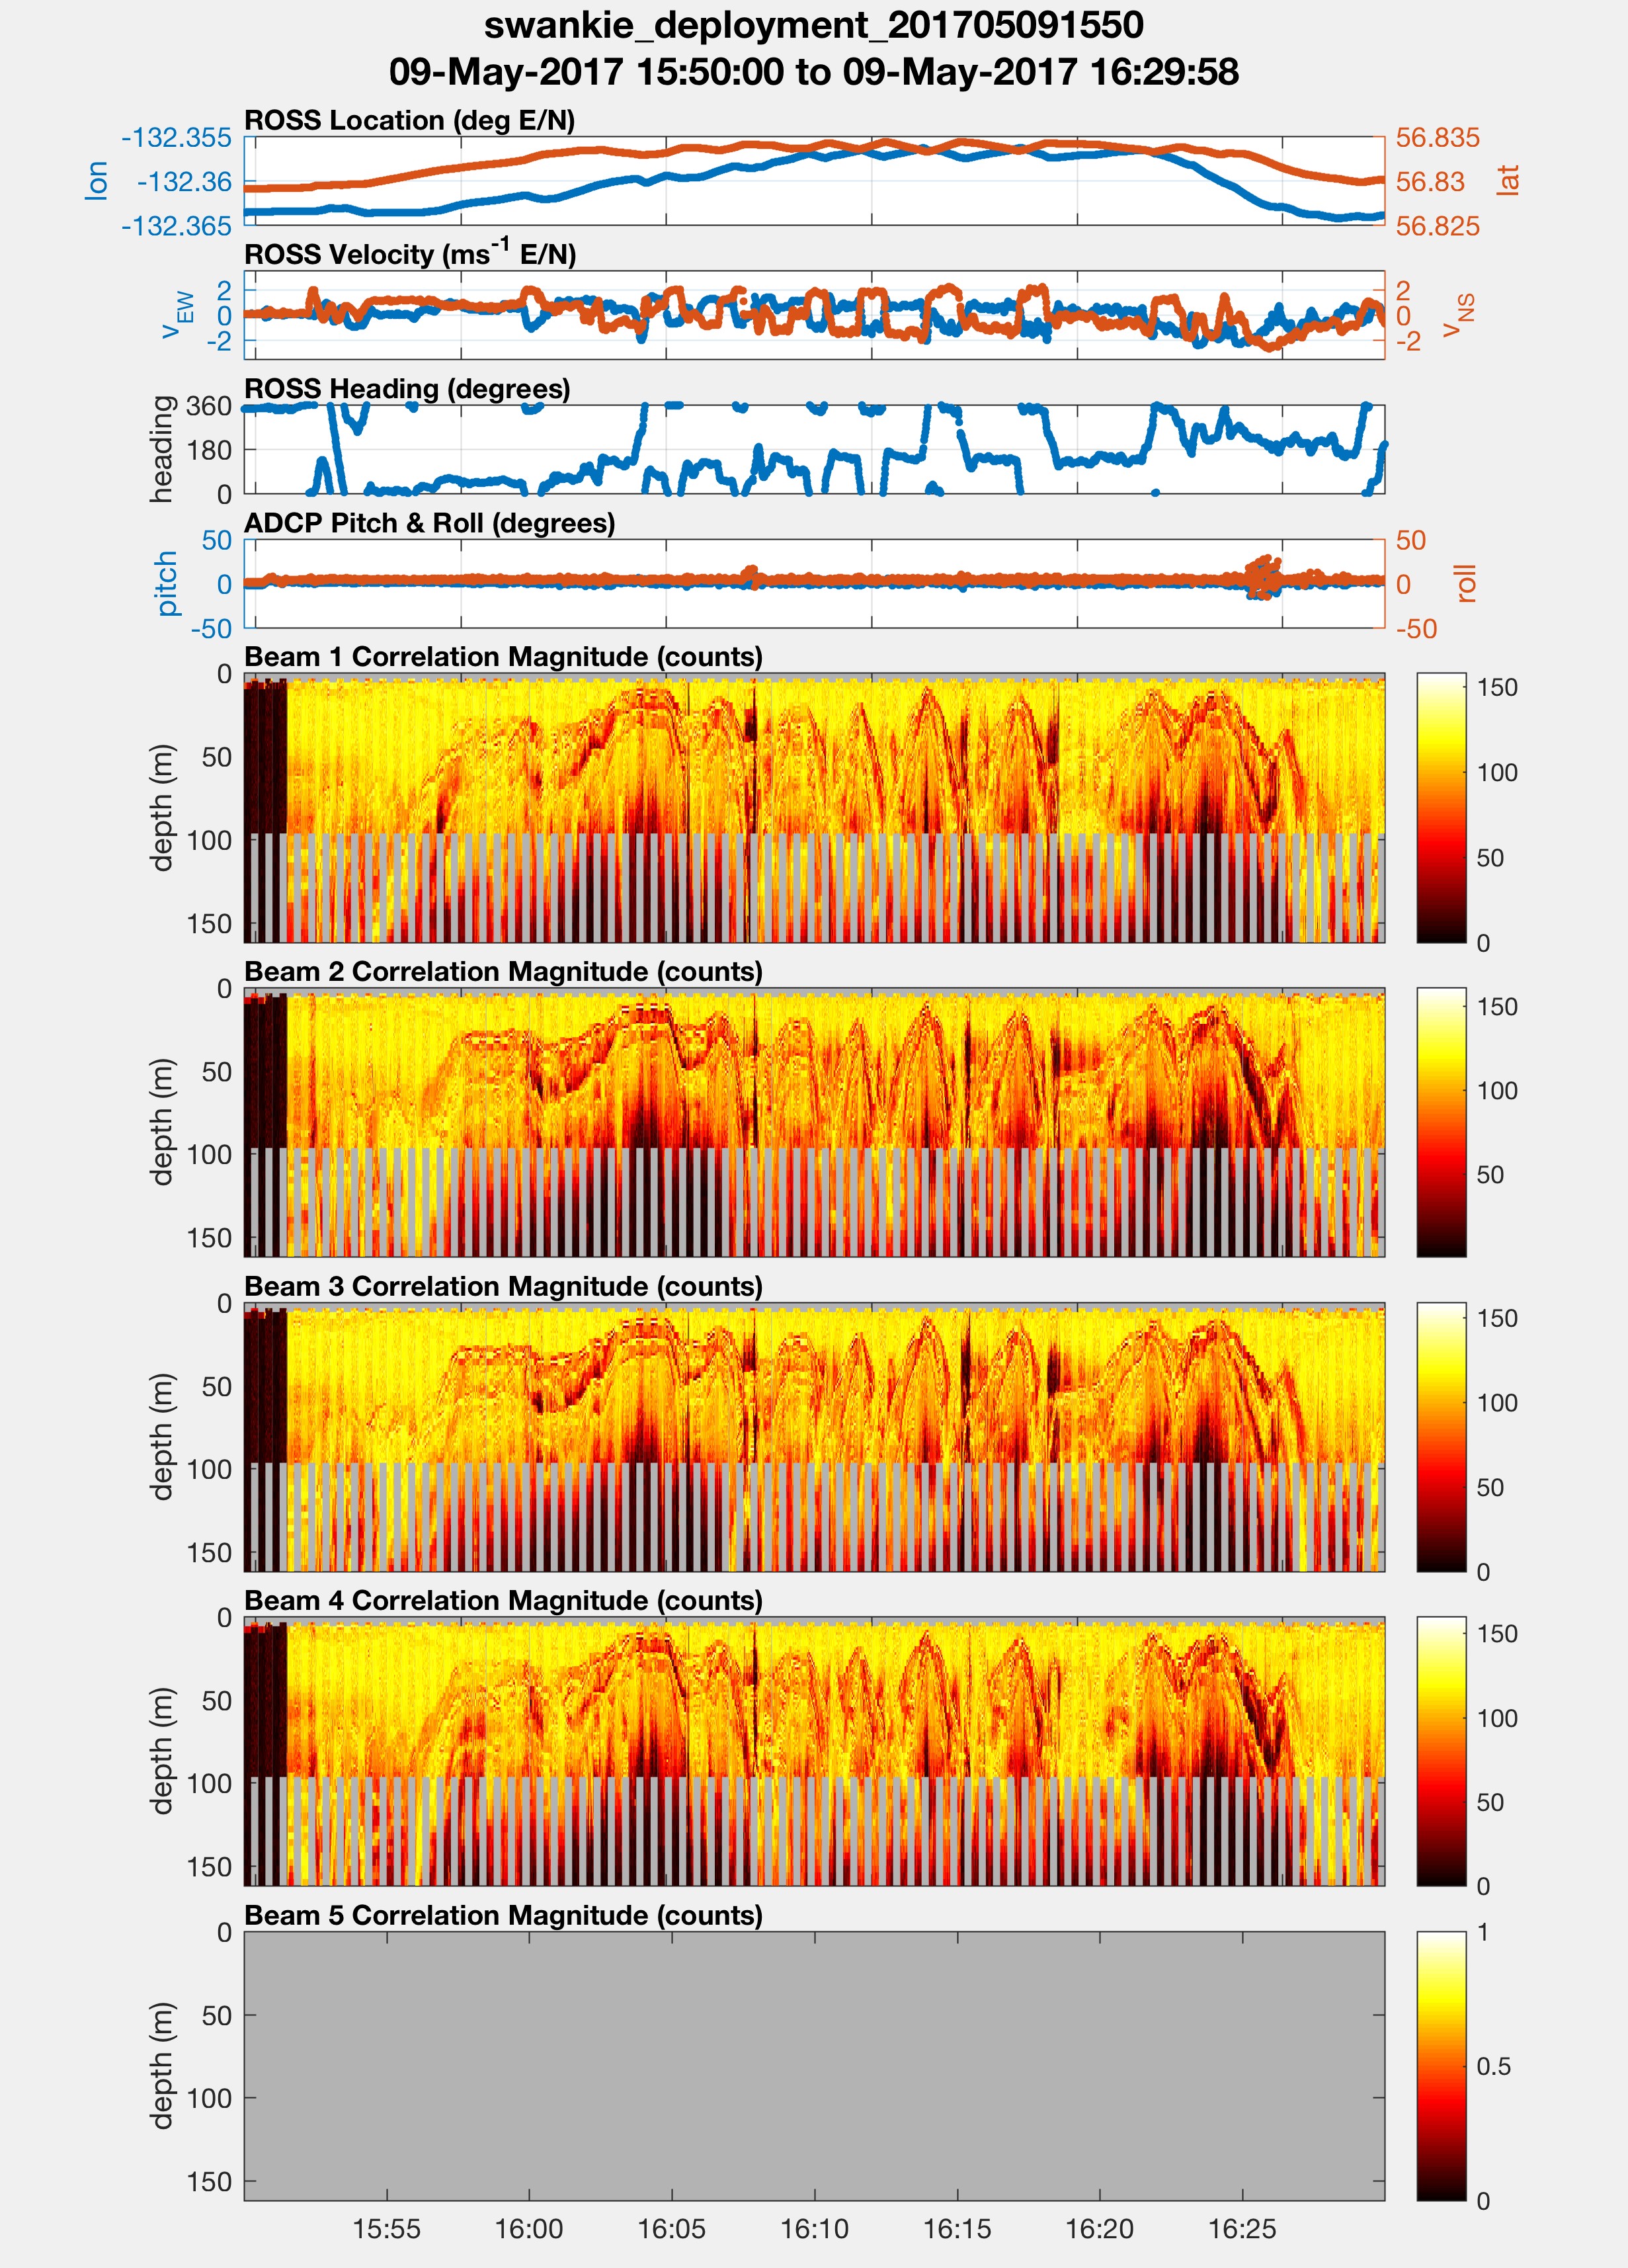 swankie_deployment_201705091550
09-May-2017 15:50:00 to 09-May-2017 16:29:58
ROSS Location (deg E/N)
-132.355
-132.36
-132.365
lon
56.835
56.83
56.825
lat
ROSS Velocity (ms-1 E/N)
2
0
-2
vEW
2
0
-2
vNS
ROSS Heading (degrees)
360
180
0
heading
ADCP Pitch & Roll (degrees)
50
0
-50
pitch
50
0
-50
roll
Beam 1 Correlation Magnitude (counts)
0
50
100
150
depth (m)
150
100
50
0
Beam 2 Correlation Magnitude (counts)
0
50
100
150
depth (m)
150
100
50
Beam 3 Correlation Magnitude (counts)
0
50
100
150
depth (m)
150
100
50
0
Beam 4 Correlation Magnitude (counts)
0
50
100
150
depth (m)
150
100
50
0
Beam 5 Correlation Magnitude (counts)
0
50
100
150
depth (m)
1
0.5
0
15:55 16:00 16:05 16:10 16:15 16:20 16:25